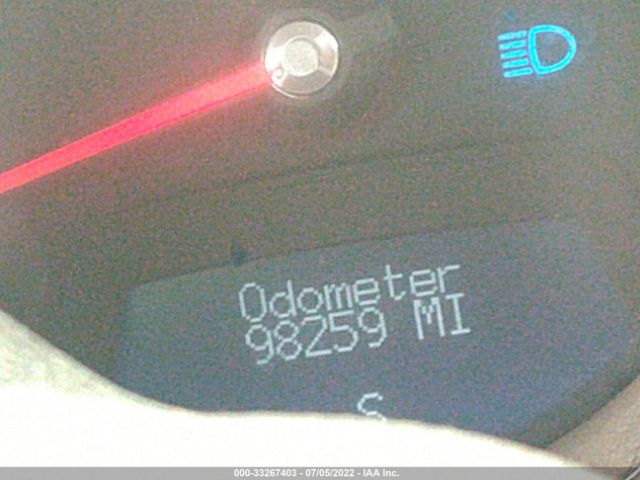 Odometer
98259 MI
S
000-33267403 - 07/05/2022 - IAA Inc.